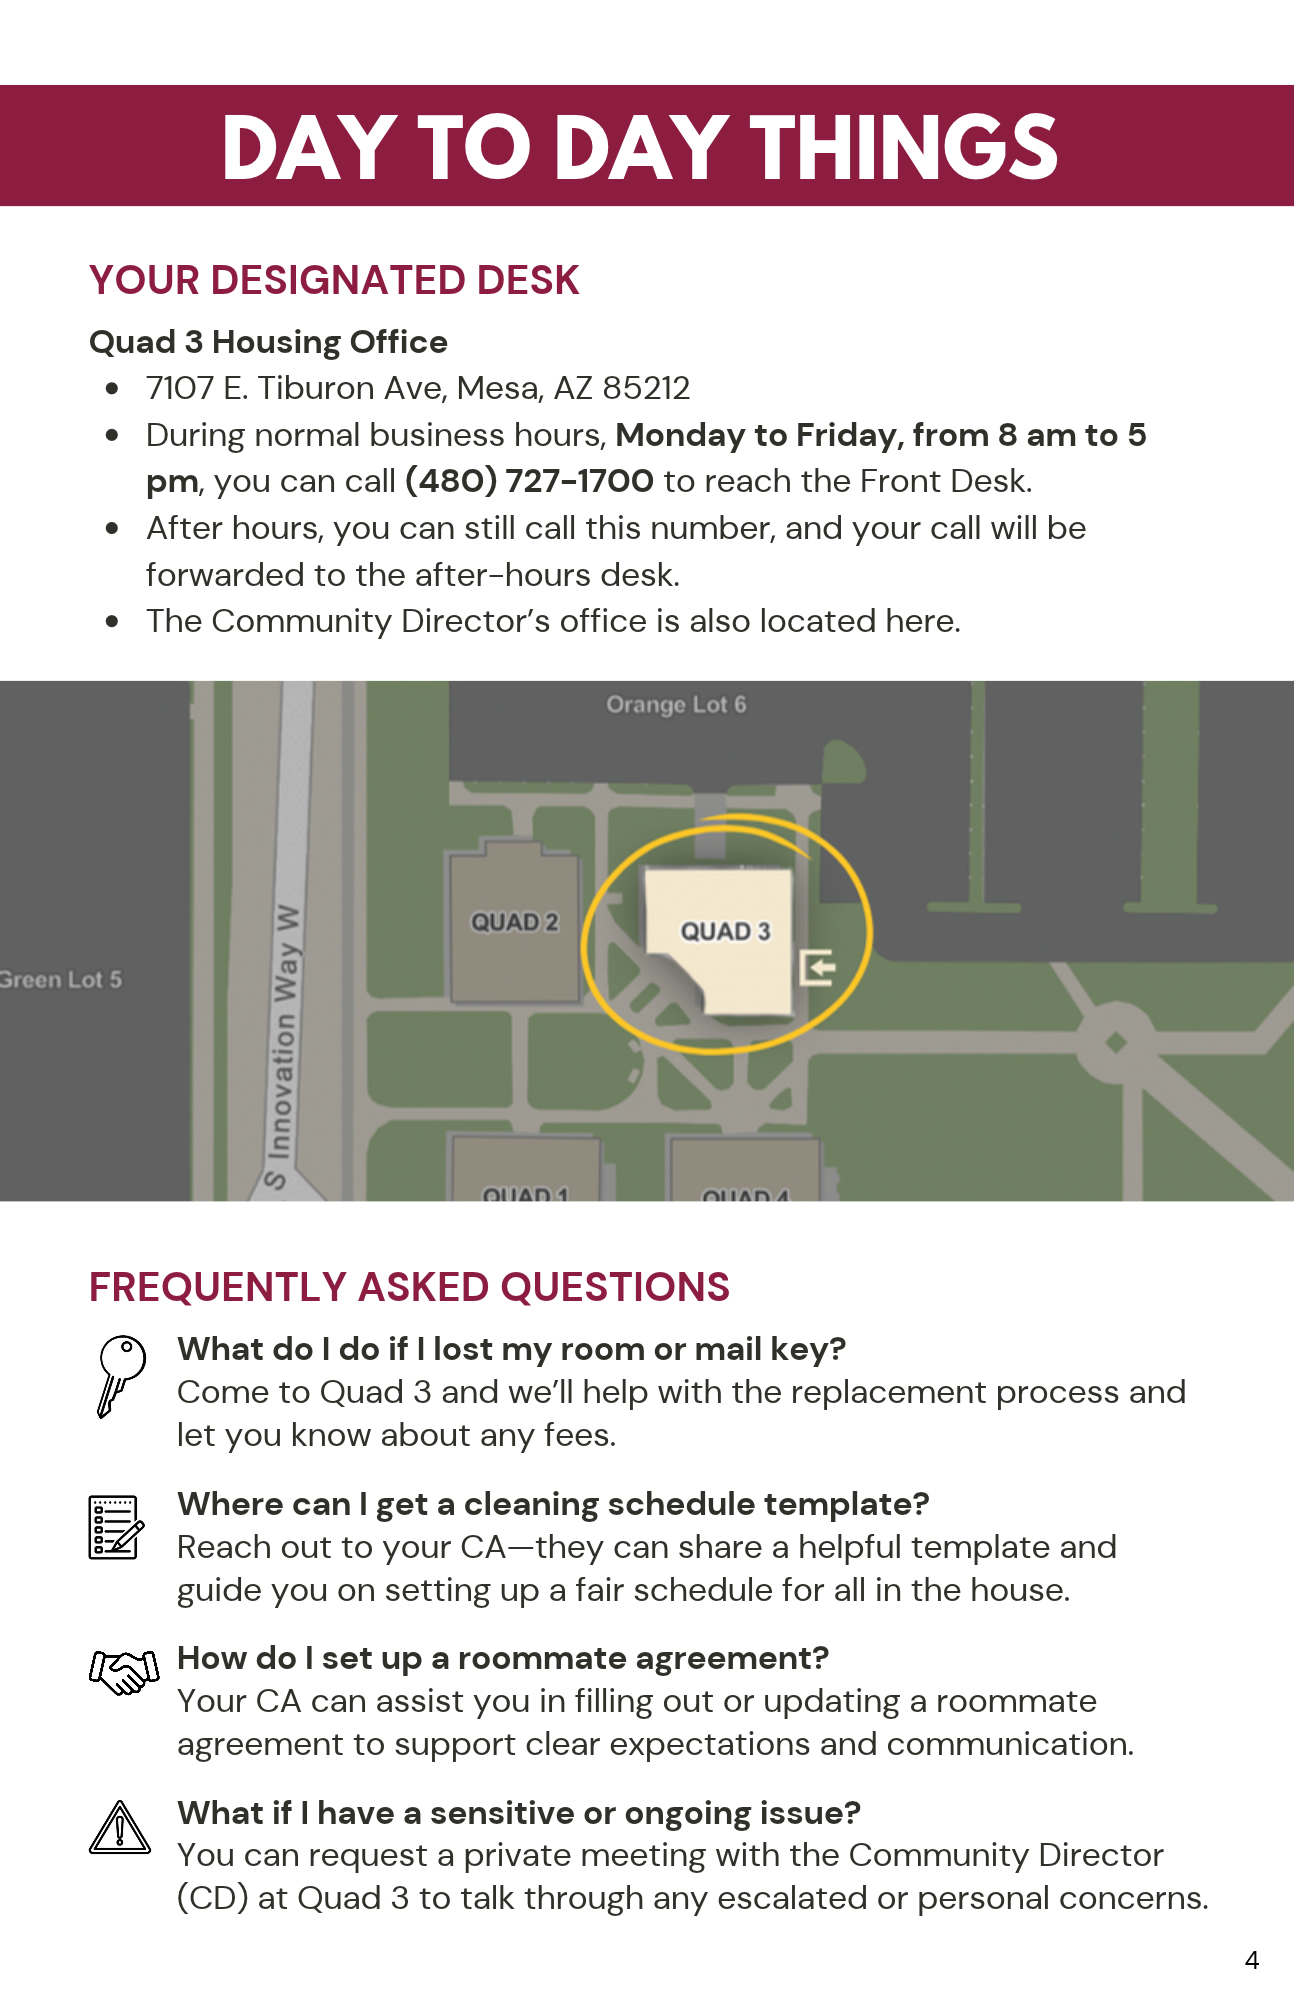 DAY TO DAY THINGS
YOUR DESIGNATED DESK
Quad 3 Housing Office
• 7107 E. Tiburon Ave, Mesa, AZ 85212
• During normal business hours, Monday to Friday, from 8 am to 5
pm, you can call (480) 727-1700 to reach the Front Desk.
• After hours, you can still call this number, and your call will be
forwarded to the after-hours desk.
• The Community Director’s office is also located here.
Orange Lot 6
QUAD 2
QUAD 3
Green Lot 5
S Innovation Way W
QUAD 1
QUAD 4
FREQUENTLY ASKED QUESTIONS
What do I do if I lost my room or mail key?
Come to Quad 3 and we’ll help with the replacement process and
let you know about any fees.
Where can I get a cleaning schedule template?
Reach out to your CA—they can share a helpful template and
guide you on setting up a fair schedule for all in the house.
How do I set up a roommate agreement?
Your CA can assist you in filling out or updating a roommate
agreement to support clear expectations and communication.
What if I have a sensitive or ongoing issue?
You can request a private meeting with the Community Director
(CD) at Quad 3 to talk through any escalated or personal concerns.
4